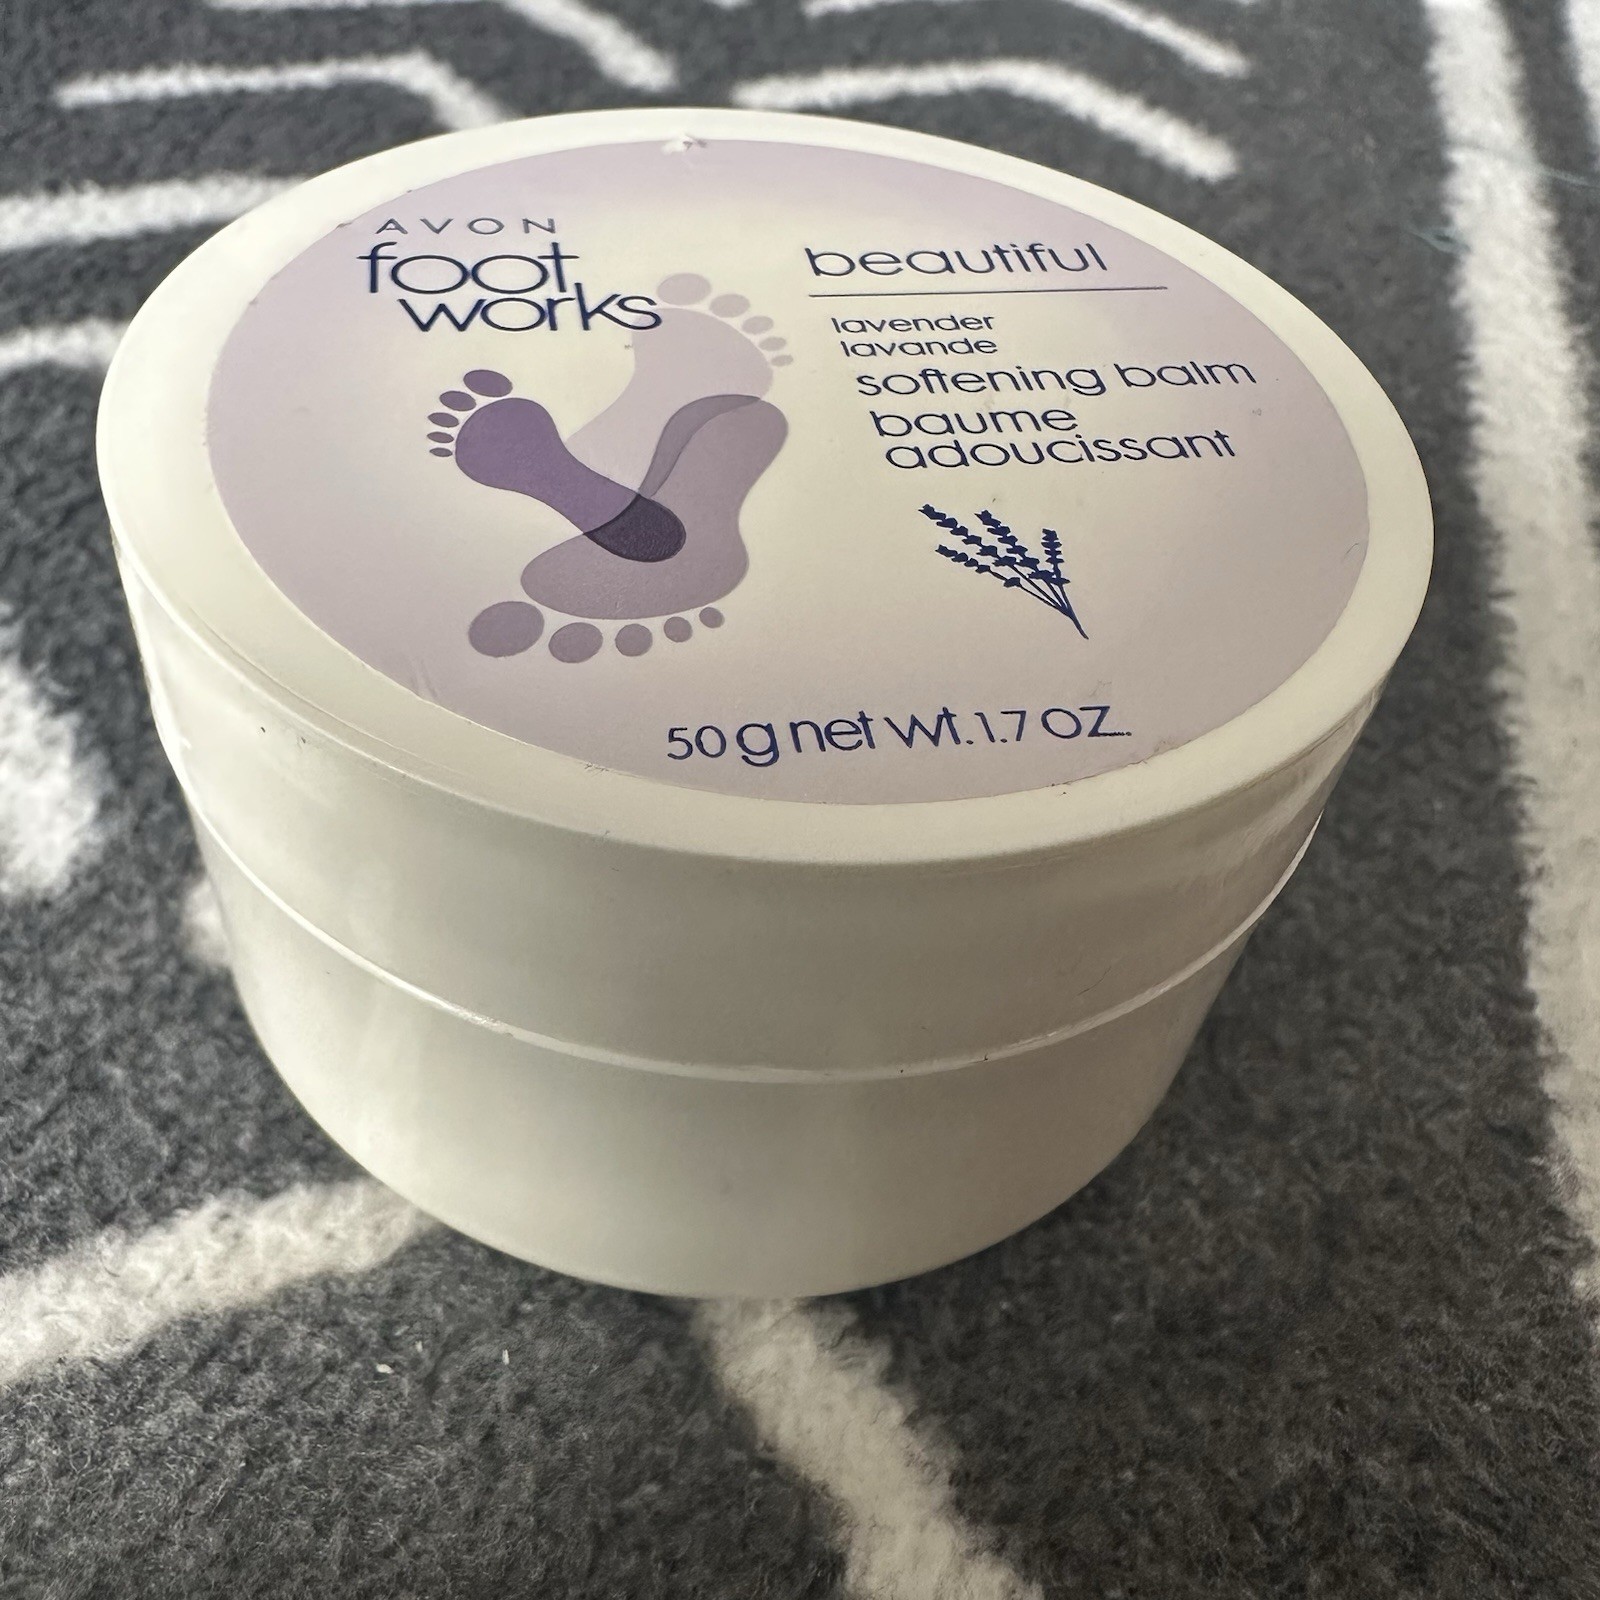 AVON
foot
works
beautiful
lavender
lavande
softening balm
baume
adoucissant
50 g net wt. 1.7 OZ.